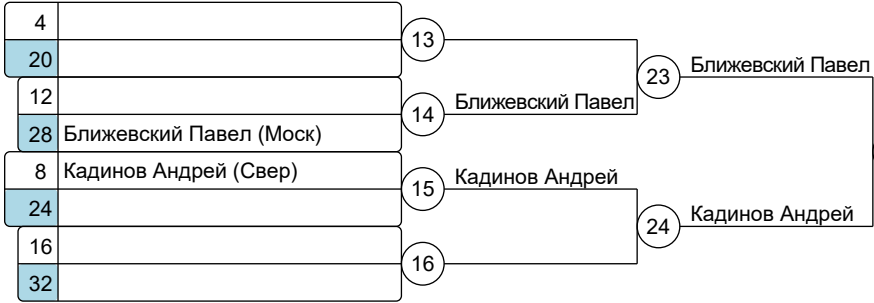 4
13
20
23 Ближевский Павел
12
14 Ближевский Павел
28 Ближевский Павел (Моск)
8 Кадинов Андрей (Свер)
15 Кадинов Андрей
24
24 Кадинов Андрей
16
16
32